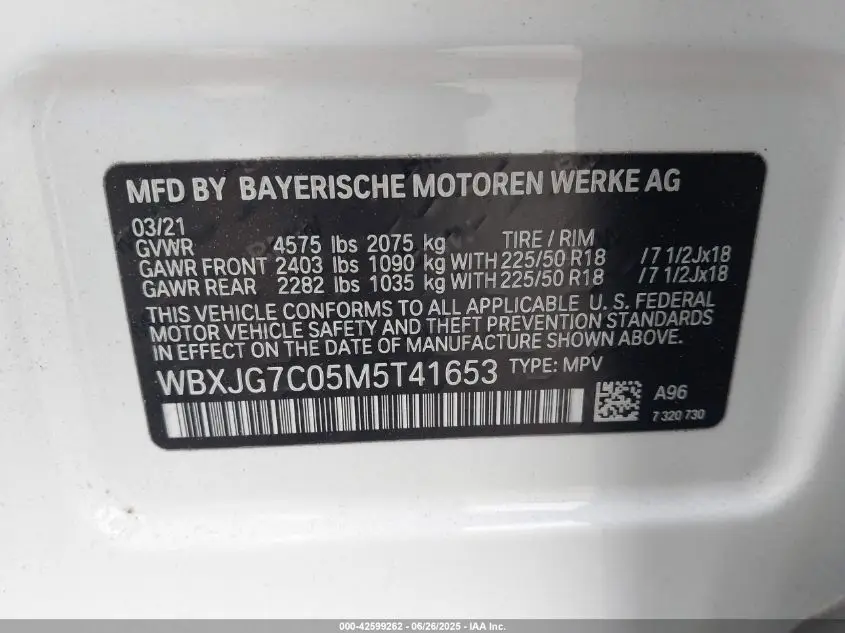 MFD BY BAYERISCHE MOTOREN WERKE AG
03/21
GVWR 4575 lbs 2075 kg TIRE / RIM
GAWR FRONT 2403 lbs 1090 kg WITH 225/50 R18 /7 1/2Jx18
GAWR REAR 2282 lbs 1035 kg WITH 225/50 R18 /7 1/2Jx18
THIS VEHICLE CONFORMS TO ALL APPLICABLE U. S. FEDERAL
MOTOR VEHICLE SAFETY AND THEFT PREVENTION STANDARDS
IN EFFECT ON THE DATE OF MANUFACTURE SHOWN ABOVE.
WBXJG7C05M5T41653 TYPE: MPV
A96
7 320 730
000-42599262 - 06/26/2025 - IAA Inc.